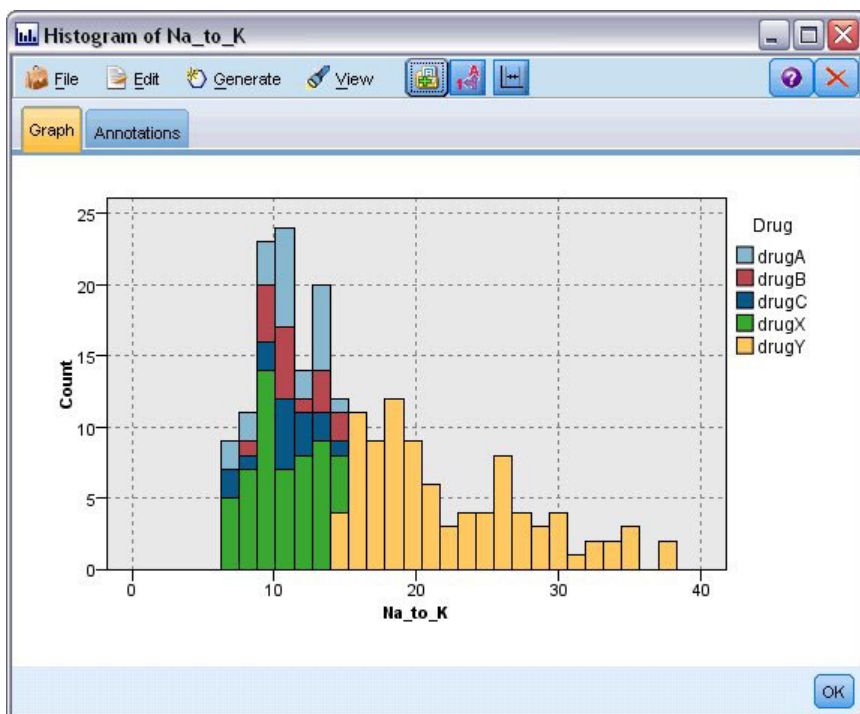 Histogram of Na_to_K
File Edit Generate View
Graph Annotations
25
20
15
10
5
0
Count
0 10 20 30 40
Na_to_K
Drug
drugA
drugB
drugC
drugX
drugY
OK